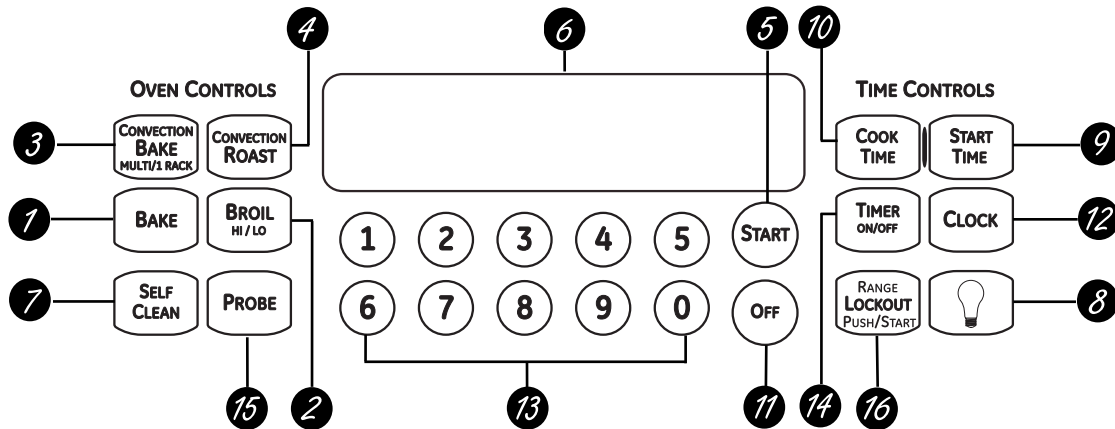 4
6
5
10
OVEN CONTROLS
TIME CONTROLS
3
CONVECTION
BAKE
MULTI/1 RACK
CONVECTION
ROAST
COOK
TIME
START
TIME
9
1
BAKE
BROIL
HI / LO
1
2
3
4
5
START
TIMER
ON/OFF
CLOCK
12
7
SELF
CLEAN
PROBE
6
7
8
9
0
OFF
RANGE
LOCKOUT
PUSH/START
8
15
2
13
11
14
16